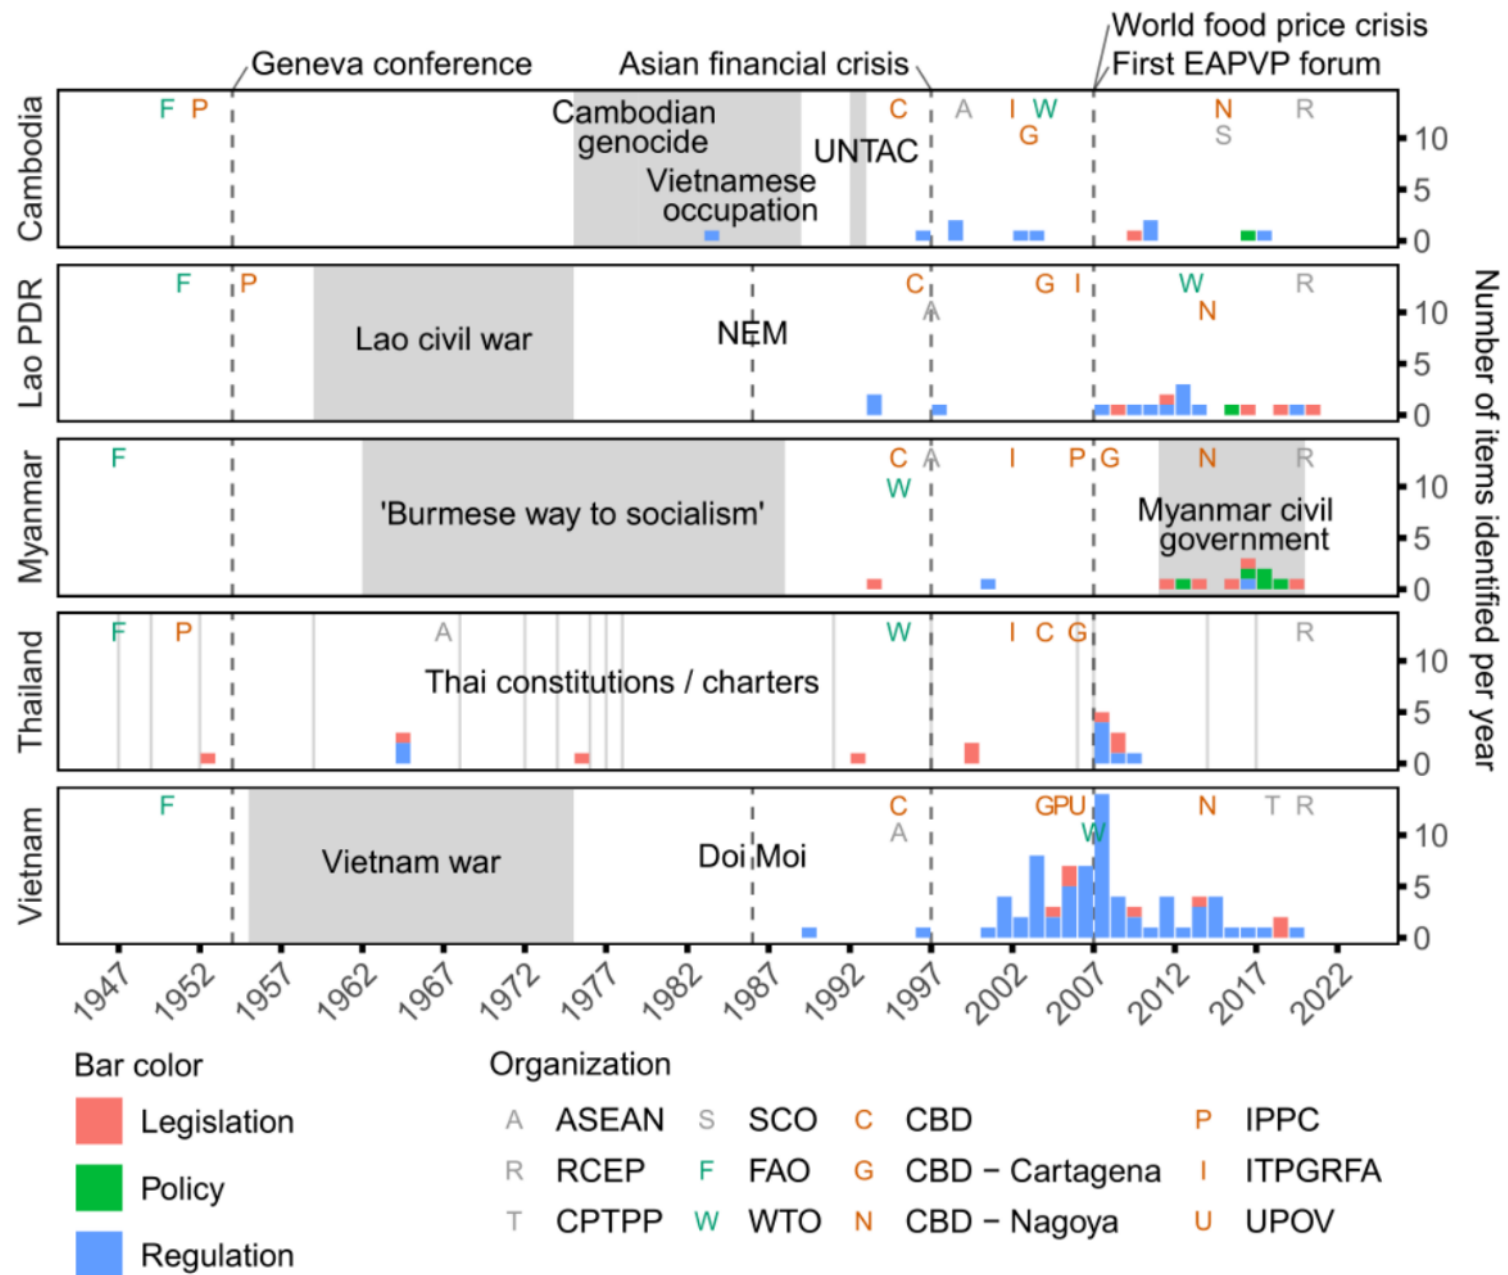 World food price crisis
Geneva conference
Asian financial crisis
First EAPVP forum
Cambodia
F P C A I W N R
G S
Cambodian
genocide
UNTAC
Vietnamese
occupation
10
5
0
Lao PDR
F P C G I W R
A N
Lao civil war
NEM
10
5
0
Myanmar
F C A I P G N R
W
'Burmese way to socialism'
Myanmar civil
government
10
5
0
Thailand
F P A W I C G R
Thai constitutions / charters
10
5
0
Vietnam
F C G P U N T R
A W
Vietnam war
Doi Moi
10
5
0
Number of items identified per year
1947 1952 1957 1962 1967 1972 1977 1982 1987 1992 1997 2002 2007 2012 2017 2022
Bar color
Legislation
Policy
Regulation
Organization
A ASEAN S SCO C CBD P IPPC
R RCEP F FAO G CBD − Cartagena I ITPGRFA
T CPTPP W WTO N CBD − Nagoya U UPOV